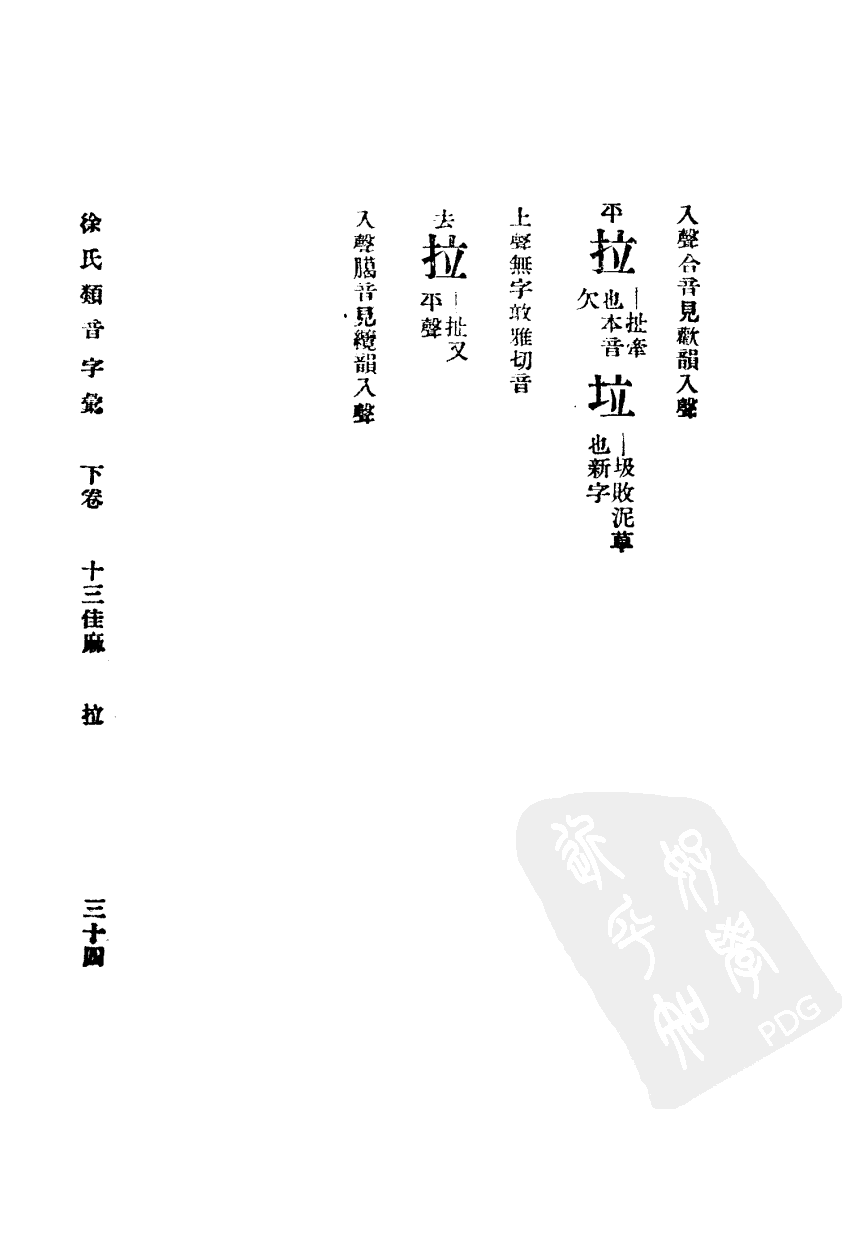 入聲合音見歡韻入聲
平 拉 ｜扯牽也本音欠 垃 ｜圾敗泥草也新字
上聲無字敢雅切音
去 拉 ｜扯又平聲
入聲臈音見纜韻入聲
徐氏類音字彙 下卷 十三佳麻 拉 三十四
PDG